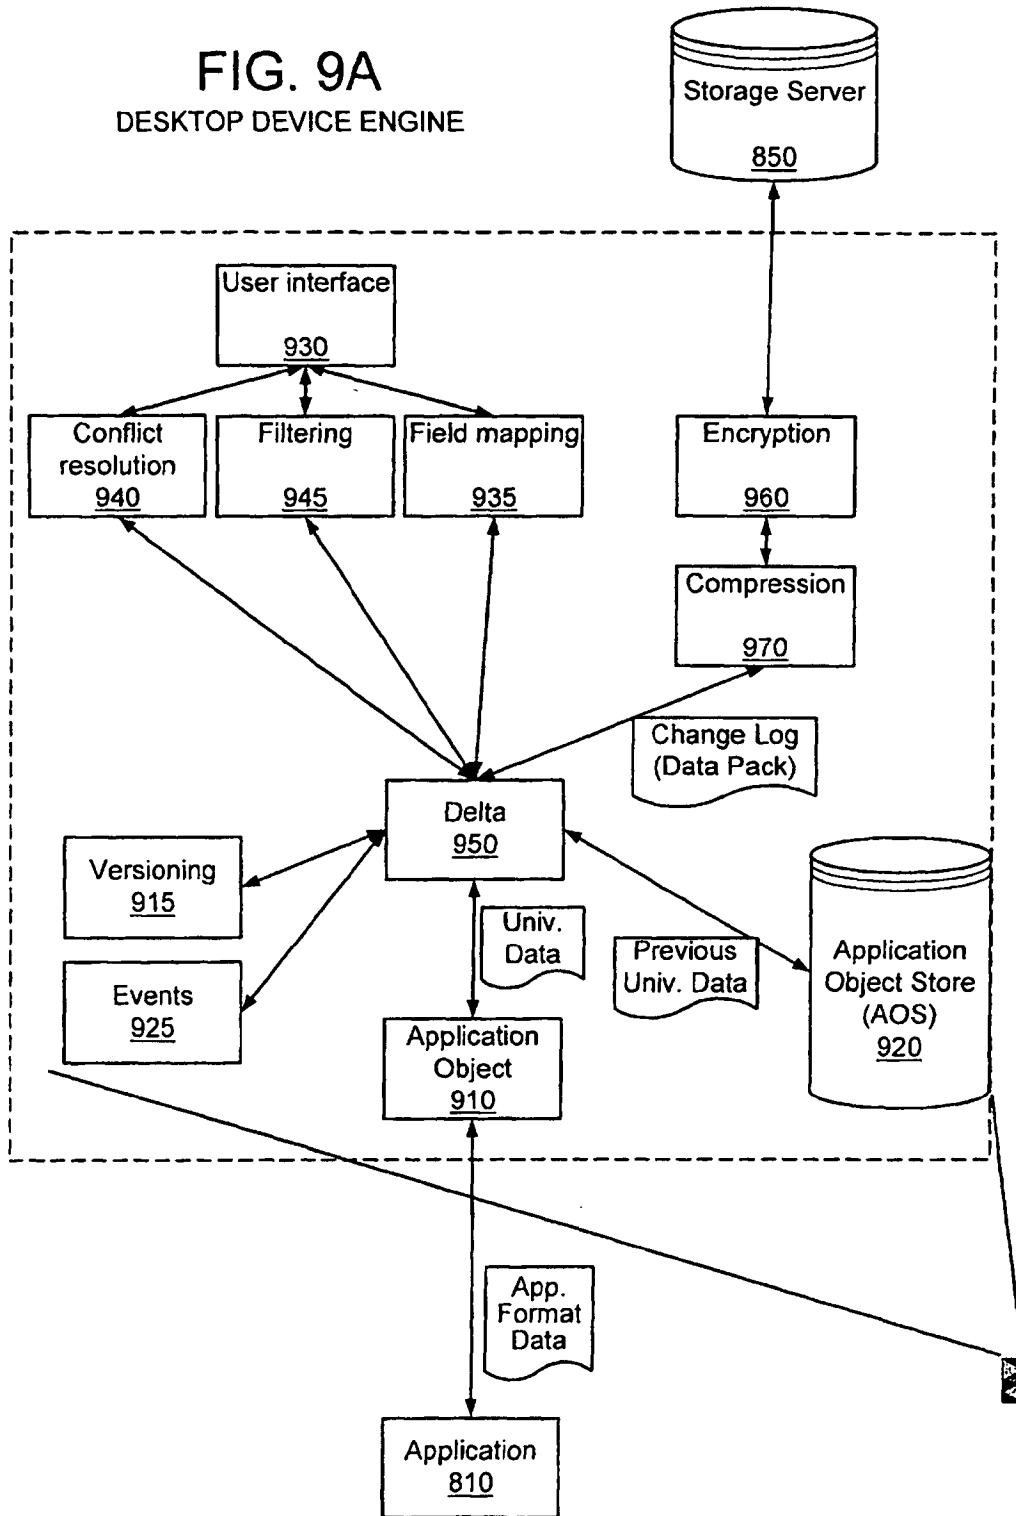 FIG. 9A
DESKTOP DEVICE ENGINE
Storage Server
850
User interface
930
Conflict
resolution
940
Filtering
945
Field mapping
935
Encryption
960
Compression
970
Change Log
(Data Pack)
Delta
950
Versioning
915
Events
925
Univ.
Data
Previous
Univ. Data
Application
Object Store
(AOS)
920
Application
Object
910
App.
Format
Data
Application
810